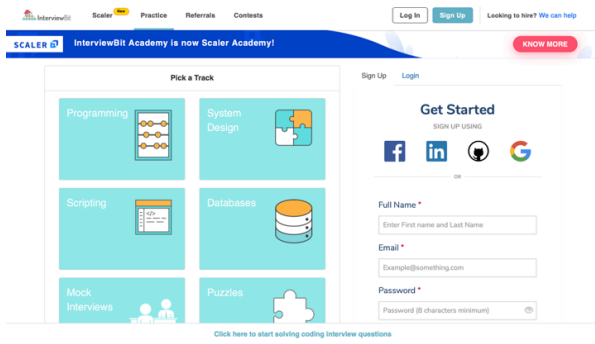 InterviewBit
Scaler
New
Practice
Referrals
Contests
Log In
Sign Up
Looking to hire? We can help
SCALER
InterviewBit Academy is now Scaler Academy!
KNOW MORE
Pick a Track
Programming
System
Design
Scripting
</>
Databases
Mock
Interviews
Puzzles
Sign Up
Login
Get Started
SIGN UP USING
OR
Full Name *
Enter First name and Last Name
Email *
Example@something.com
Password *
Password (8 characters minimum)
Click here to start solving coding interview questions